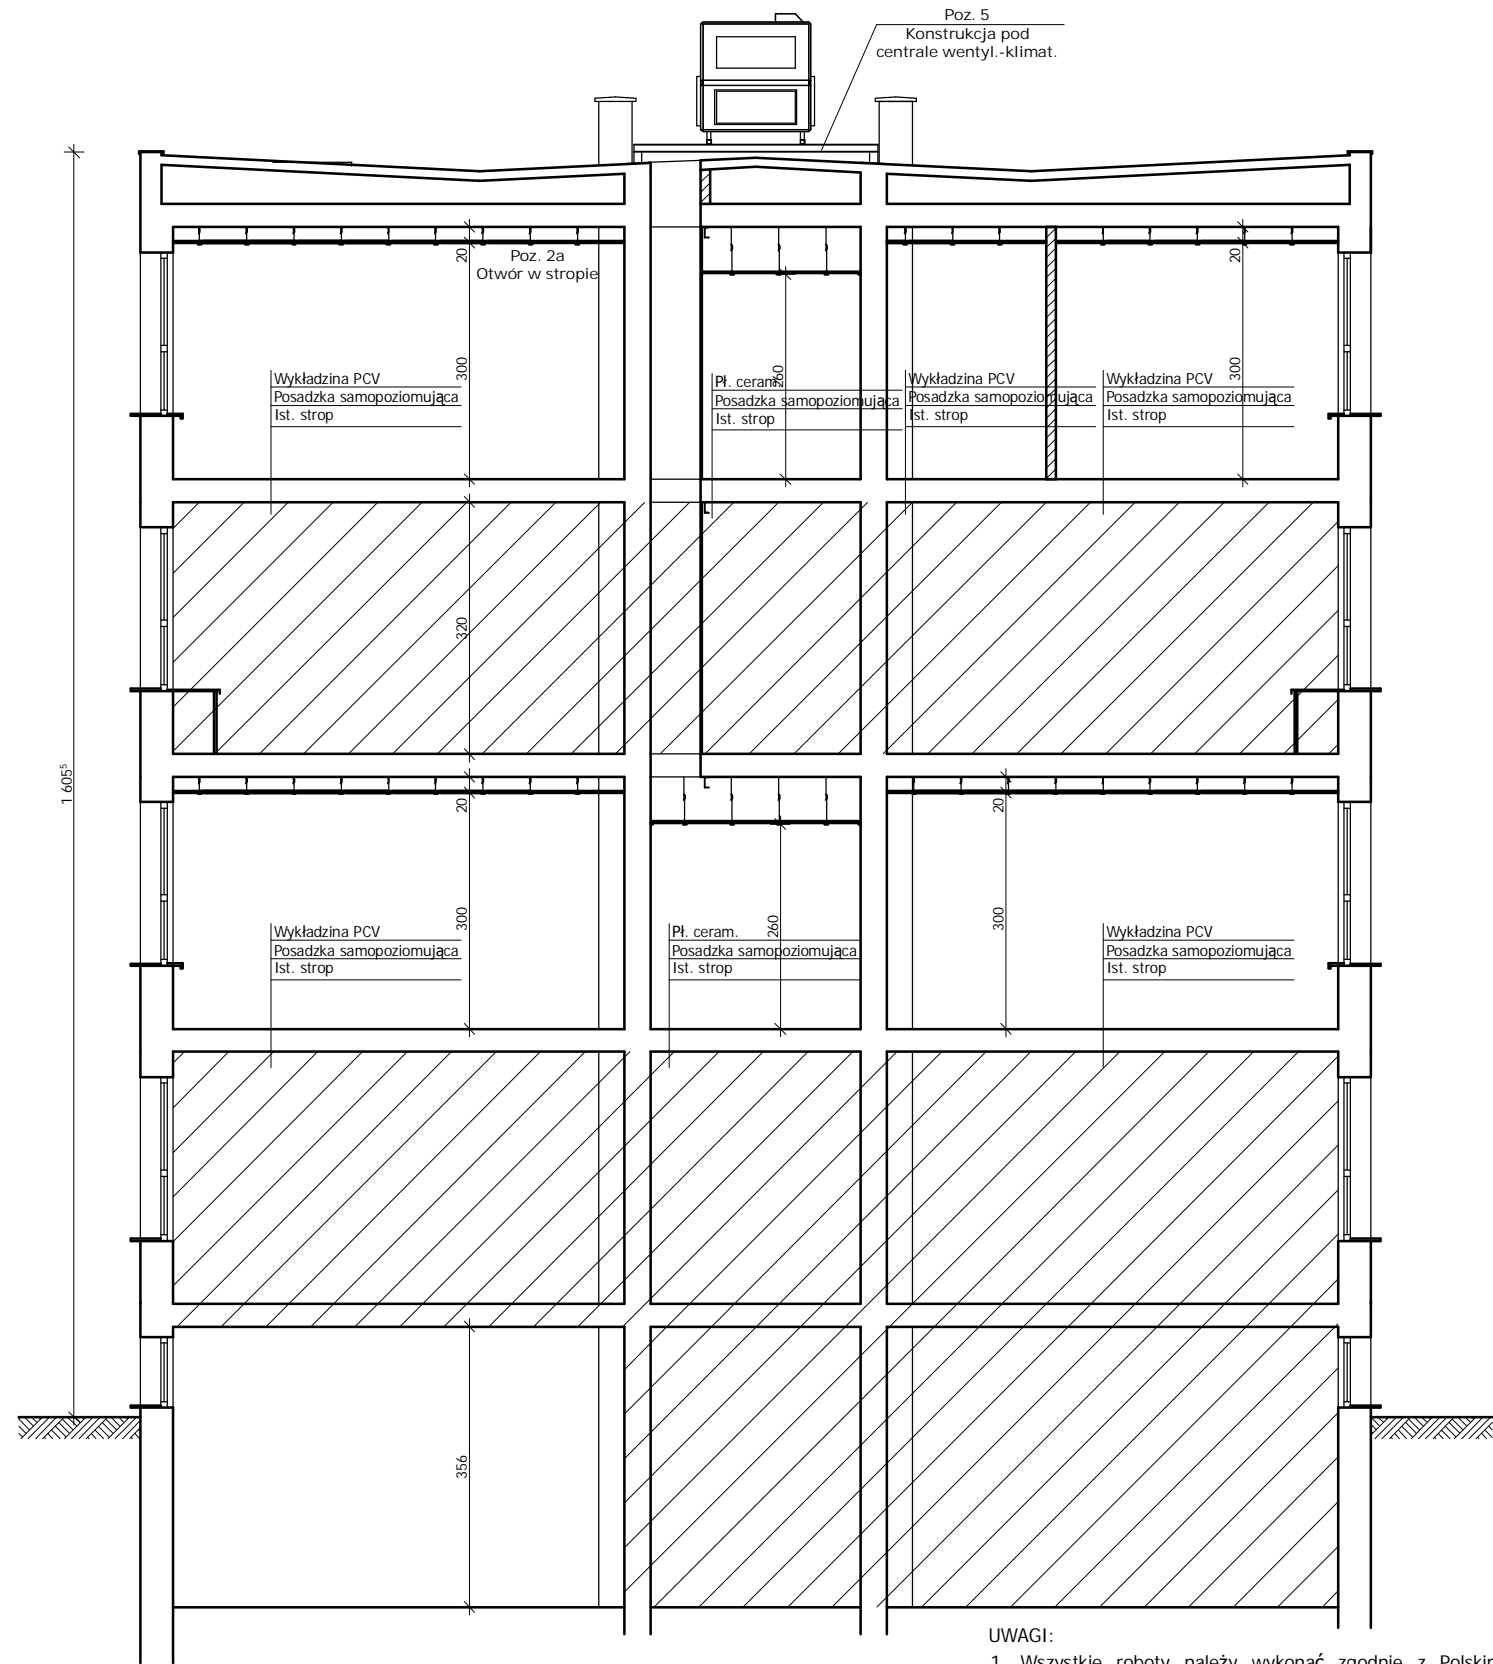 Poz. 5
Konstrukcja pod
centrale wentyl.-klimat.
Poz. 2a
Otwór w stropie
20
20
300
260
300
Wykładzina PCV
Posadzka samopoziomująca
Ist. strop
Pł. ceram.
Posadzka samopoziomująca
Ist. strop
Wykładzina PCV
Posadzka samopoziomująca
Ist. strop
Wykładzina PCV
Posadzka samopoziomująca
Ist. strop
320
1 605⁵
20
20
300
260
300
Wykładzina PCV
Posadzka samopoziomująca
Ist. strop
Pł. ceram.
Posadzka samopoziomująca
Ist. strop
Wykładzina PCV
Posadzka samopoziomująca
Ist. strop
356
UWAGI:
1. Wszystkie roboty należy wykonać zgodnie z Polskim